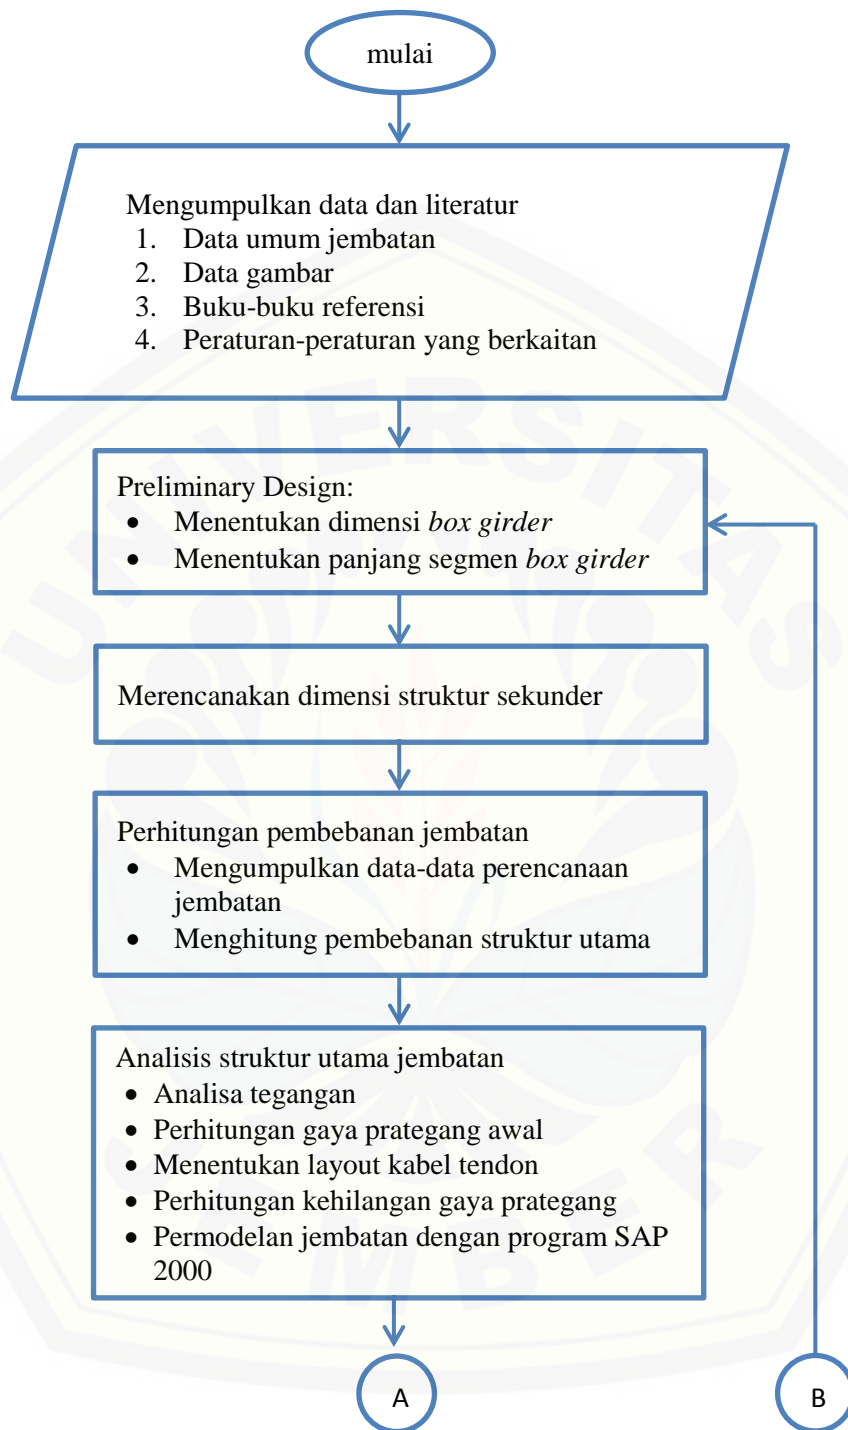 mulai
Mengumpulkan data dan literatur
1. Data umum jembatan
2. Data gambar
3. Buku-buku referensi
4. Peraturan-peraturan yang berkaitan
Preliminary Design:
• Menentukan dimensi box girder
• Menentukan panjang segmen box girder
Merencanakan dimensi struktur sekunder
Perhitungan pembebanan jembatan
• Mengumpulkan data-data perencanaan
jembatan
• Menghitung pembebanan struktur utama
Analisis struktur utama jembatan
• Analisa tegangan
• Perhitungan gaya prategang awal
• Menentukan layout kabel tendon
• Perhitungan kehilangan gaya prategang
• Permodelan jembatan dengan program SAP
2000
A
B
UNIVERSITAS
JEMBER